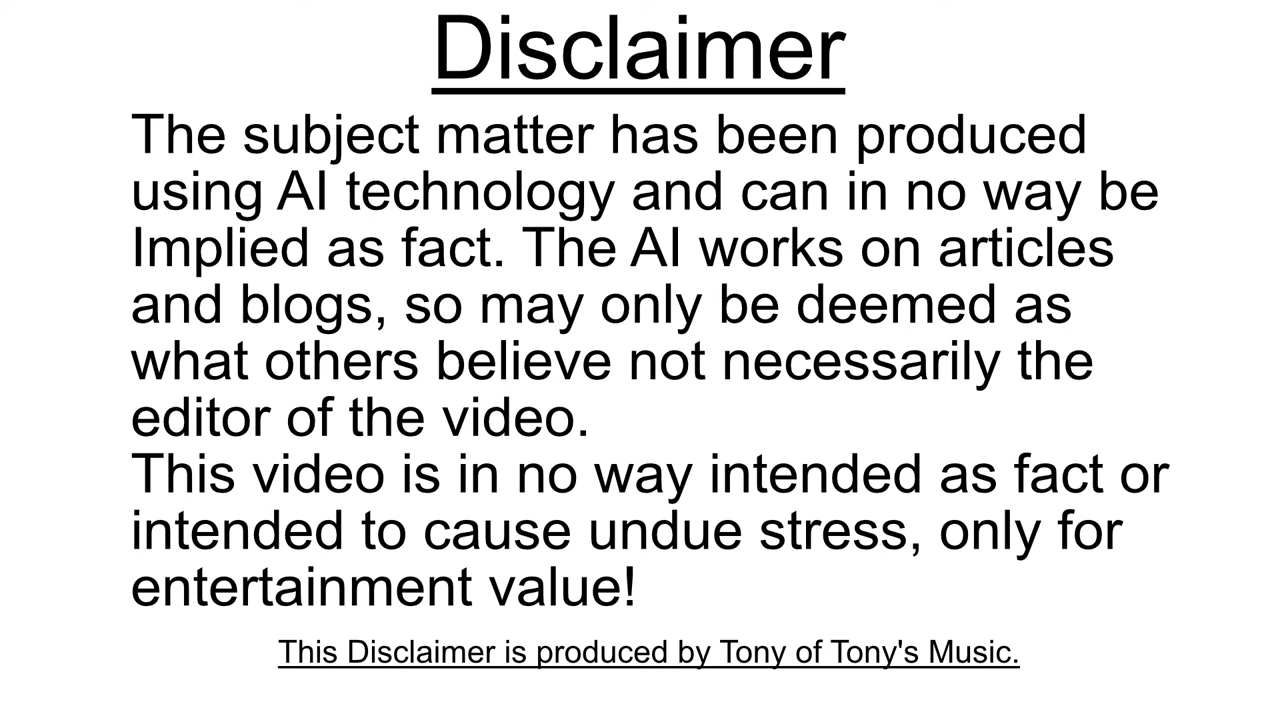 Disclaimer
The subject matter has been produced
using AI technology and can in no way be
Implied as fact. The AI works on articles
and blogs, so may only be deemed as
what others believe not necessarily the
editor of the video.
This video is in no way intended as fact or
intended to cause undue stress, only for
entertainment value!
This Disclaimer is produced by Tony of Tony's Music.